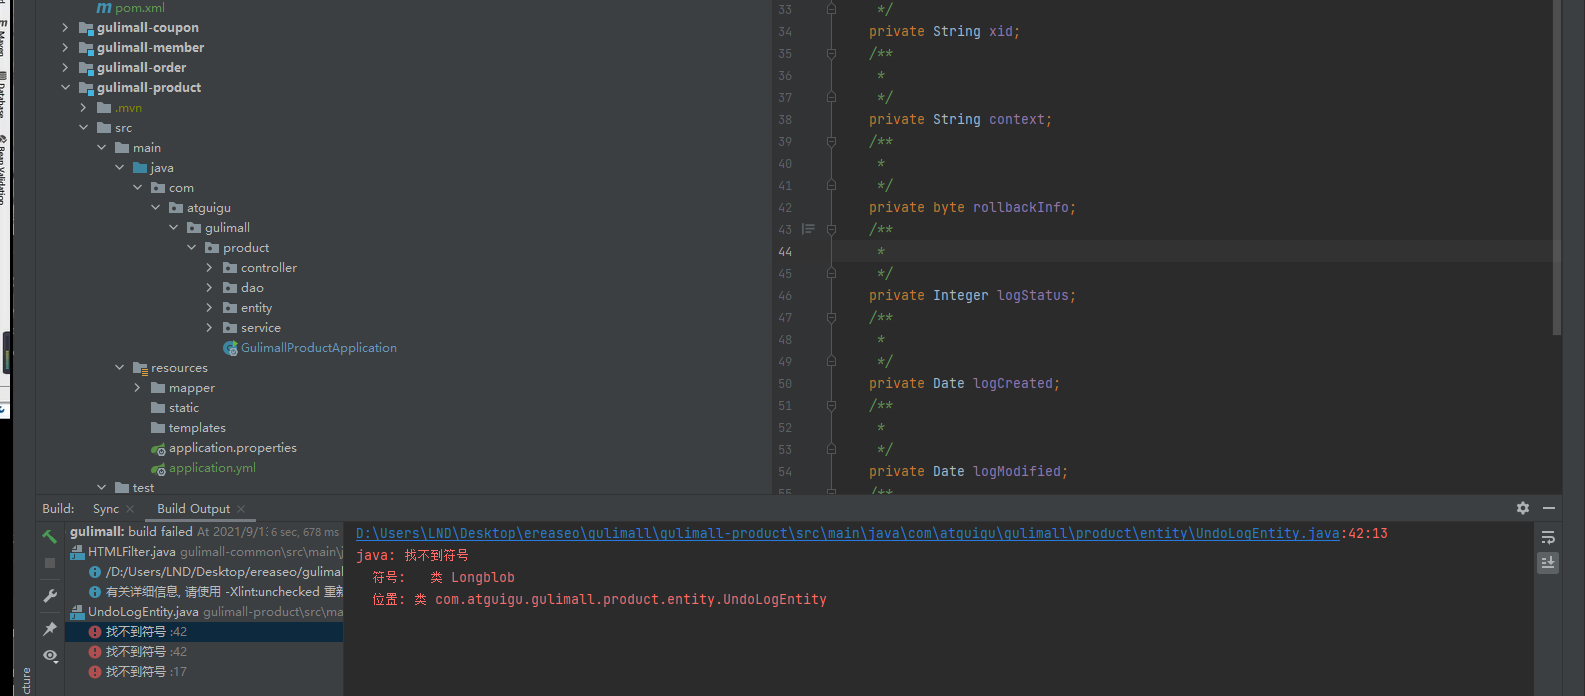 pom.xml
gulimall-coupon
gulimall-member
gulimall-order
gulimall-product
.mvn
src
main
java
com
atguigu
gulimall
product
controller
dao
entity
service
GulimallProductApplication
resources
mapper
static
templates
application.properties
application.yml
test
Maven
Database
Bean Validation
33 */
34 private String xid;
35 /**
36 *
37 */
38 private String context;
39 /**
40 *
41 */
42 private byte rollbackInfo;
43 /**
44 *
45 */
46 private Integer logStatus;
47 /**
48 *
49 */
50 private Date logCreated;
51 /**
52 *
53 */
54 private Date logModified;
55 /**
Build: Sync × Build Output ×
gulimall: build failed At 2021/9/1 6 sec, 678 ms
HTMLFilter.java gulimall-common\src\main\j
/D:/Users/LND/Desktop/ereaseo/gulimal
有关详细信息, 请使用 -Xlint:unchecked 重新
UndoLogEntity.java gulimall-product\src\ma
找不到符号 :42
找不到符号 :42
找不到符号 :17
D:\Users\LND\Desktop\ereaseo\gulimall\gulimall-product\src\main\java\com\atguigu\gulimall\product\entity\UndoLogEntity.java:42:13
java: 找不到符号
符号: 类 Longblob
位置: 类 com.atguigu.gulimall.product.entity.UndoLogEntity
cture